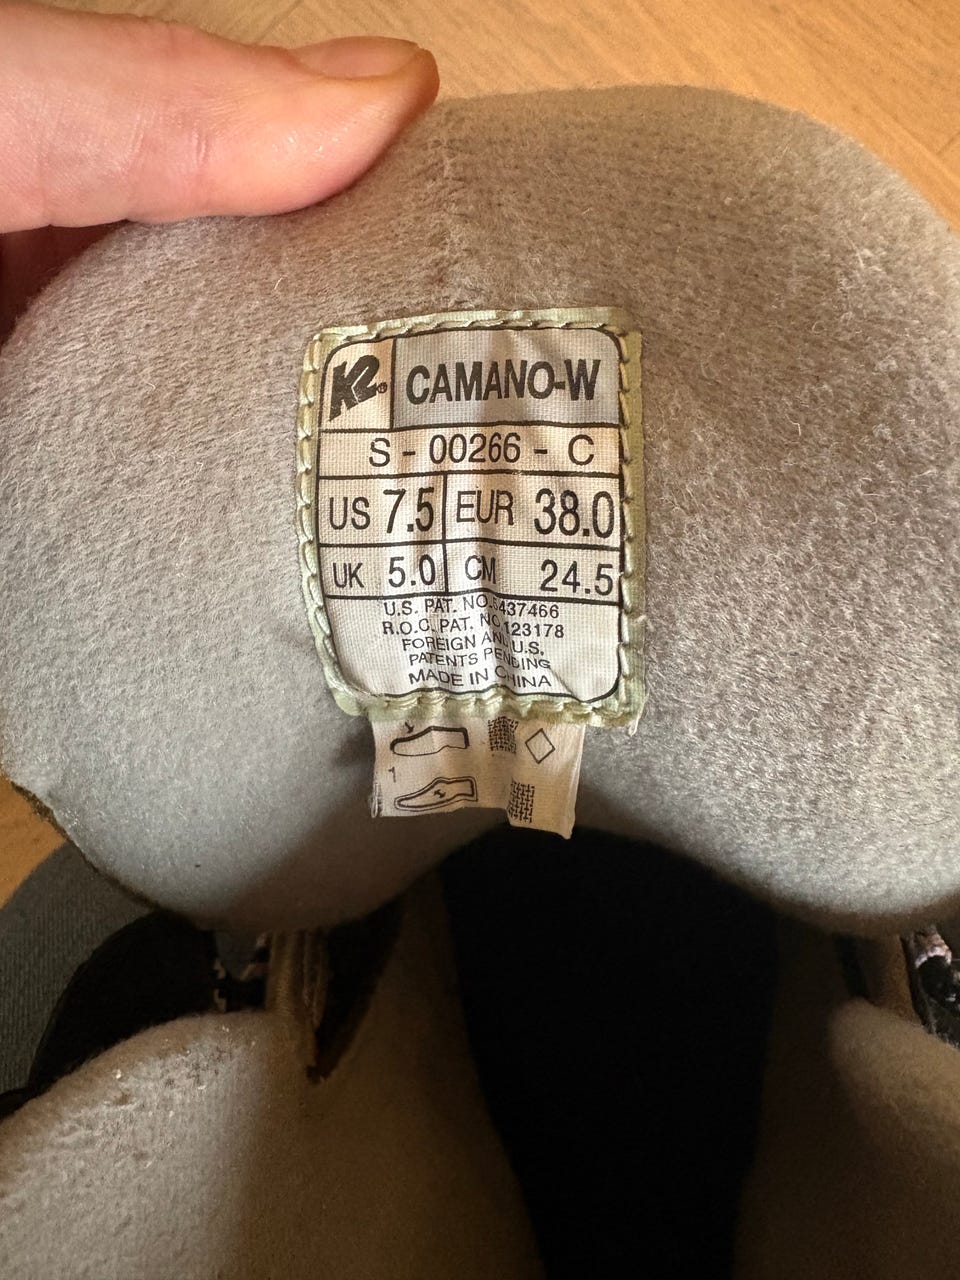 K2® CAMANO-W
S - 00266 - C
US 7.5 EUR 38.0
UK 5.0 CM 24.5
U.S. PAT. NO.5437466
R.O.C. PAT. NO 123178
FOREIGN AND U.S.
PATENTS PENDING
MADE IN CHINA
1